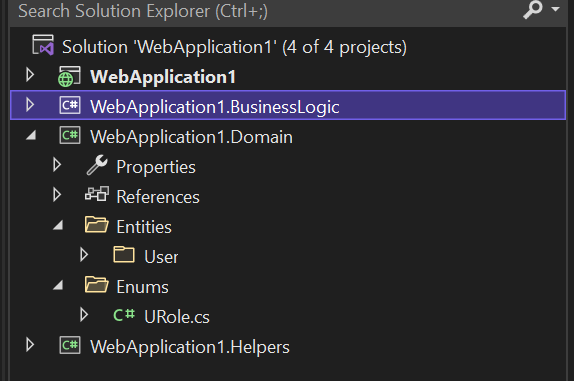 Search Solution Explorer (Ctrl+;)
Solution 'WebApplication1' (4 of 4 projects)
WebApplication1
C# WebApplication1.BusinessLogic
C# WebApplication1.Domain
Properties
References
Entities
User
Enums
C# URole.cs
C# WebApplication1.Helpers